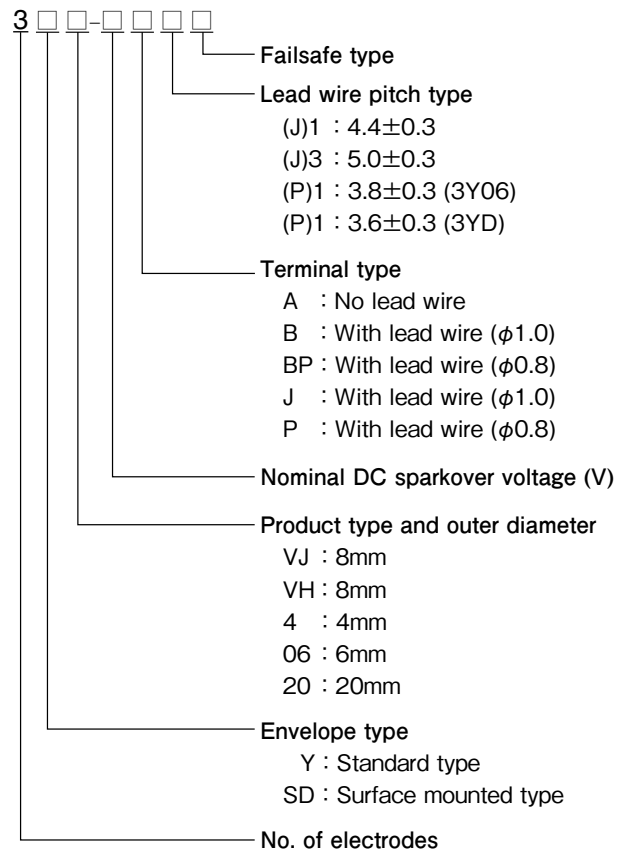 3□□-□□□□
Failsafe type
Lead wire pitch type
(J)1：4.4±0.3
(J)3：5.0±0.3
(P)1：3.8±0.3 (3Y06)
(P)1：3.6±0.3 (3YD)
Terminal type
A ：No lead wire
B ：With lead wire (φ1.0)
BP：With lead wire (φ0.8)
J ：With lead wire (φ1.0)
P ：With lead wire (φ0.8)
Nominal DC sparkover voltage (V)
Product type and outer diameter
VJ：8mm
VH：8mm
4 ：4mm
06：6mm
20：20mm
Envelope type
Y：Standard type
SD：Surface mounted type
No. of electrodes